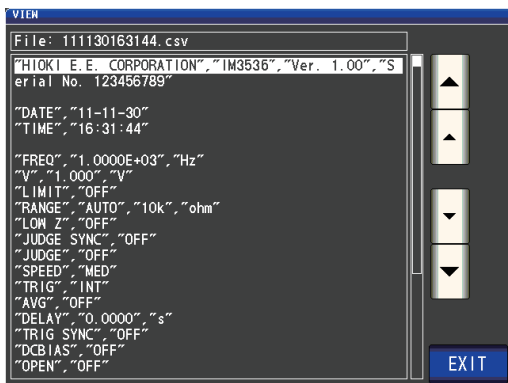 VIEW
File: 111130163144.csv
"HIOKI E.E. CORPORATION","IM3536","Ver. 1.00","S
erial No. 123456789"
"DATE","11-11-30"
"TIME","16:31:44"
"FREQ","1.0000E+03","Hz"
"V","1.000","V"
"LIMIT","OFF"
"RANGE","AUTO","10k","ohm"
"LOW Z","OFF"
"JUDGE SYNC","OFF"
"JUDGE","OFF"
"SPEED","MED"
"TRIG","INT"
"AVG","OFF"
"DELAY","0.0000","s"
"TRIG SYNC","OFF"
"DCBIAS","OFF"
"OPEN","OFF"
EXIT